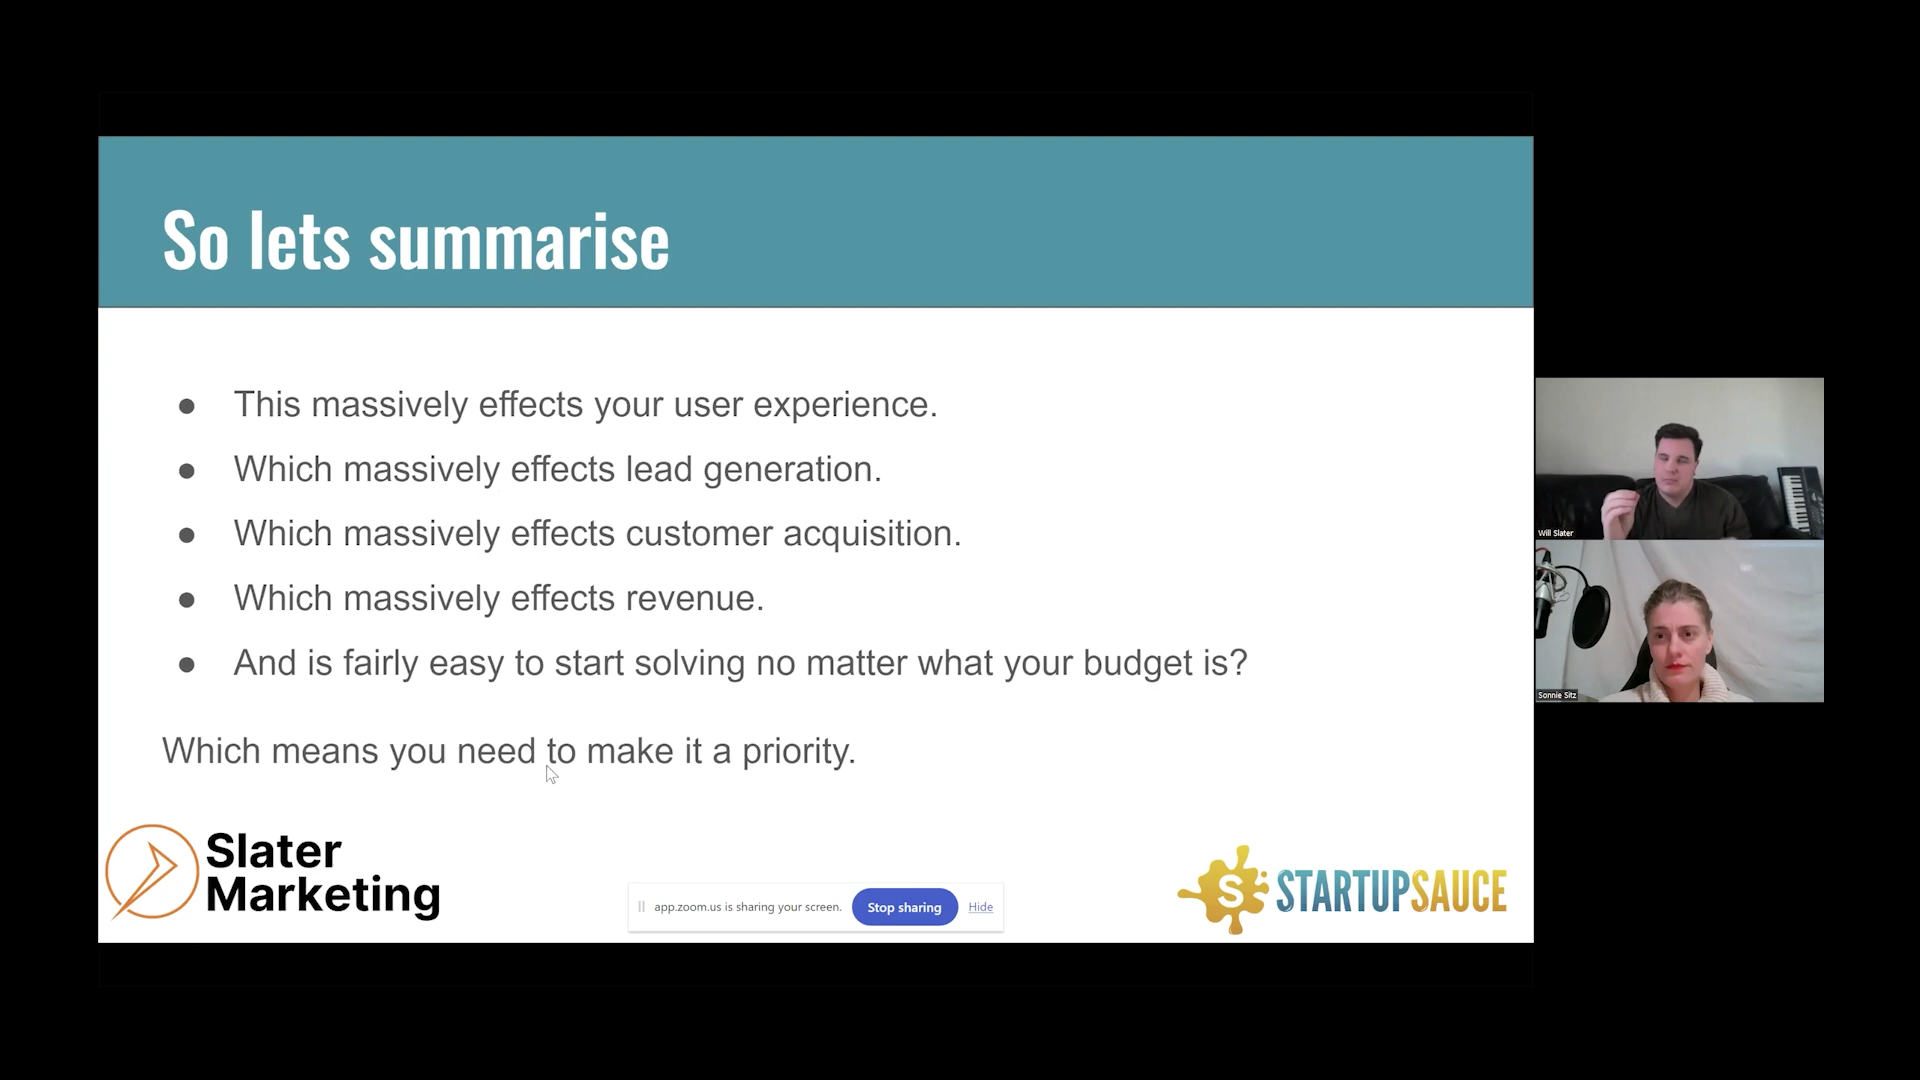 So lets summarise
● This massively effects your user experience.
● Which massively effects lead generation.
● Which massively effects customer acquisition.
● Which massively effects revenue.
● And is fairly easy to start solving no matter what your budget is?
Which means you need to make it a priority.
Slater
Marketing
app.zoom.us is sharing your screen. Stop sharing Hide
S STARTUPSAUCE
Will Slater
Sonnie Sitz